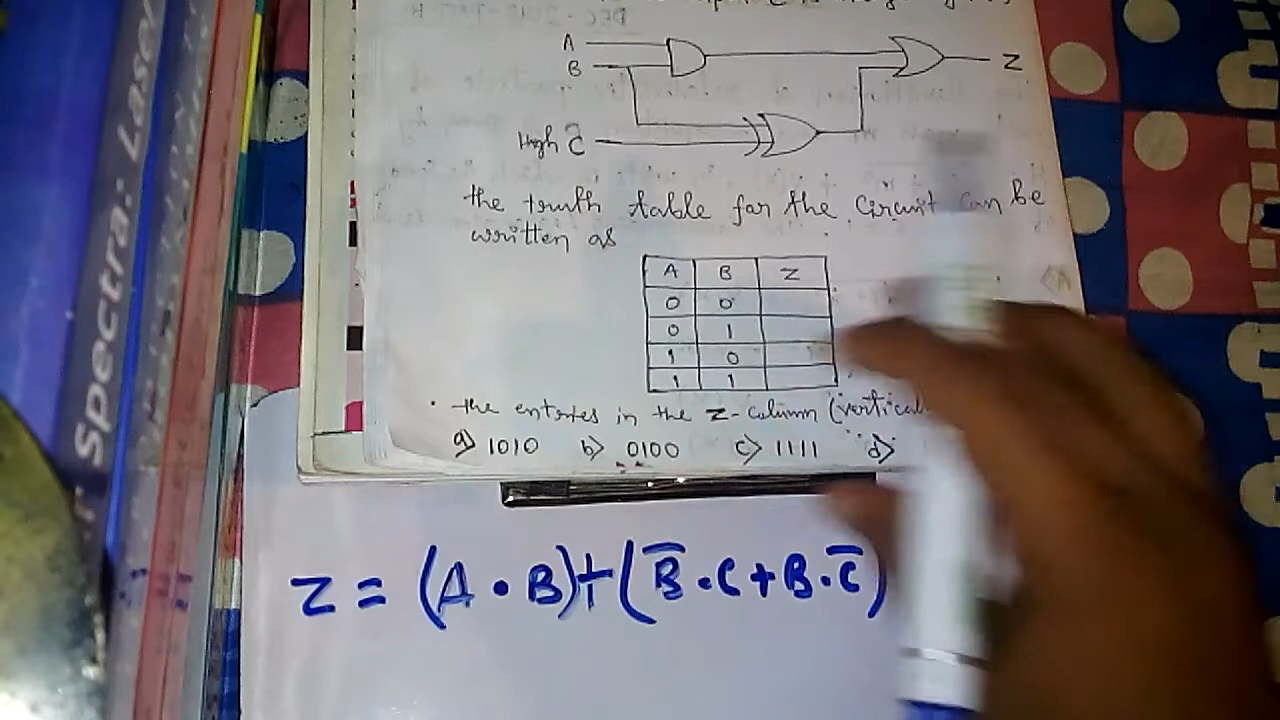 A
B
Z
High C
the truth table for the circuit can be
written as
A B Z
0 0
0 1
1 0
1 1
the entries in the Z-column (vertical
a) 1010 b) 0100 c) 1111 d)
Z = (A • B)+(B̅ • C + B • C̅)
Spectra: Laser